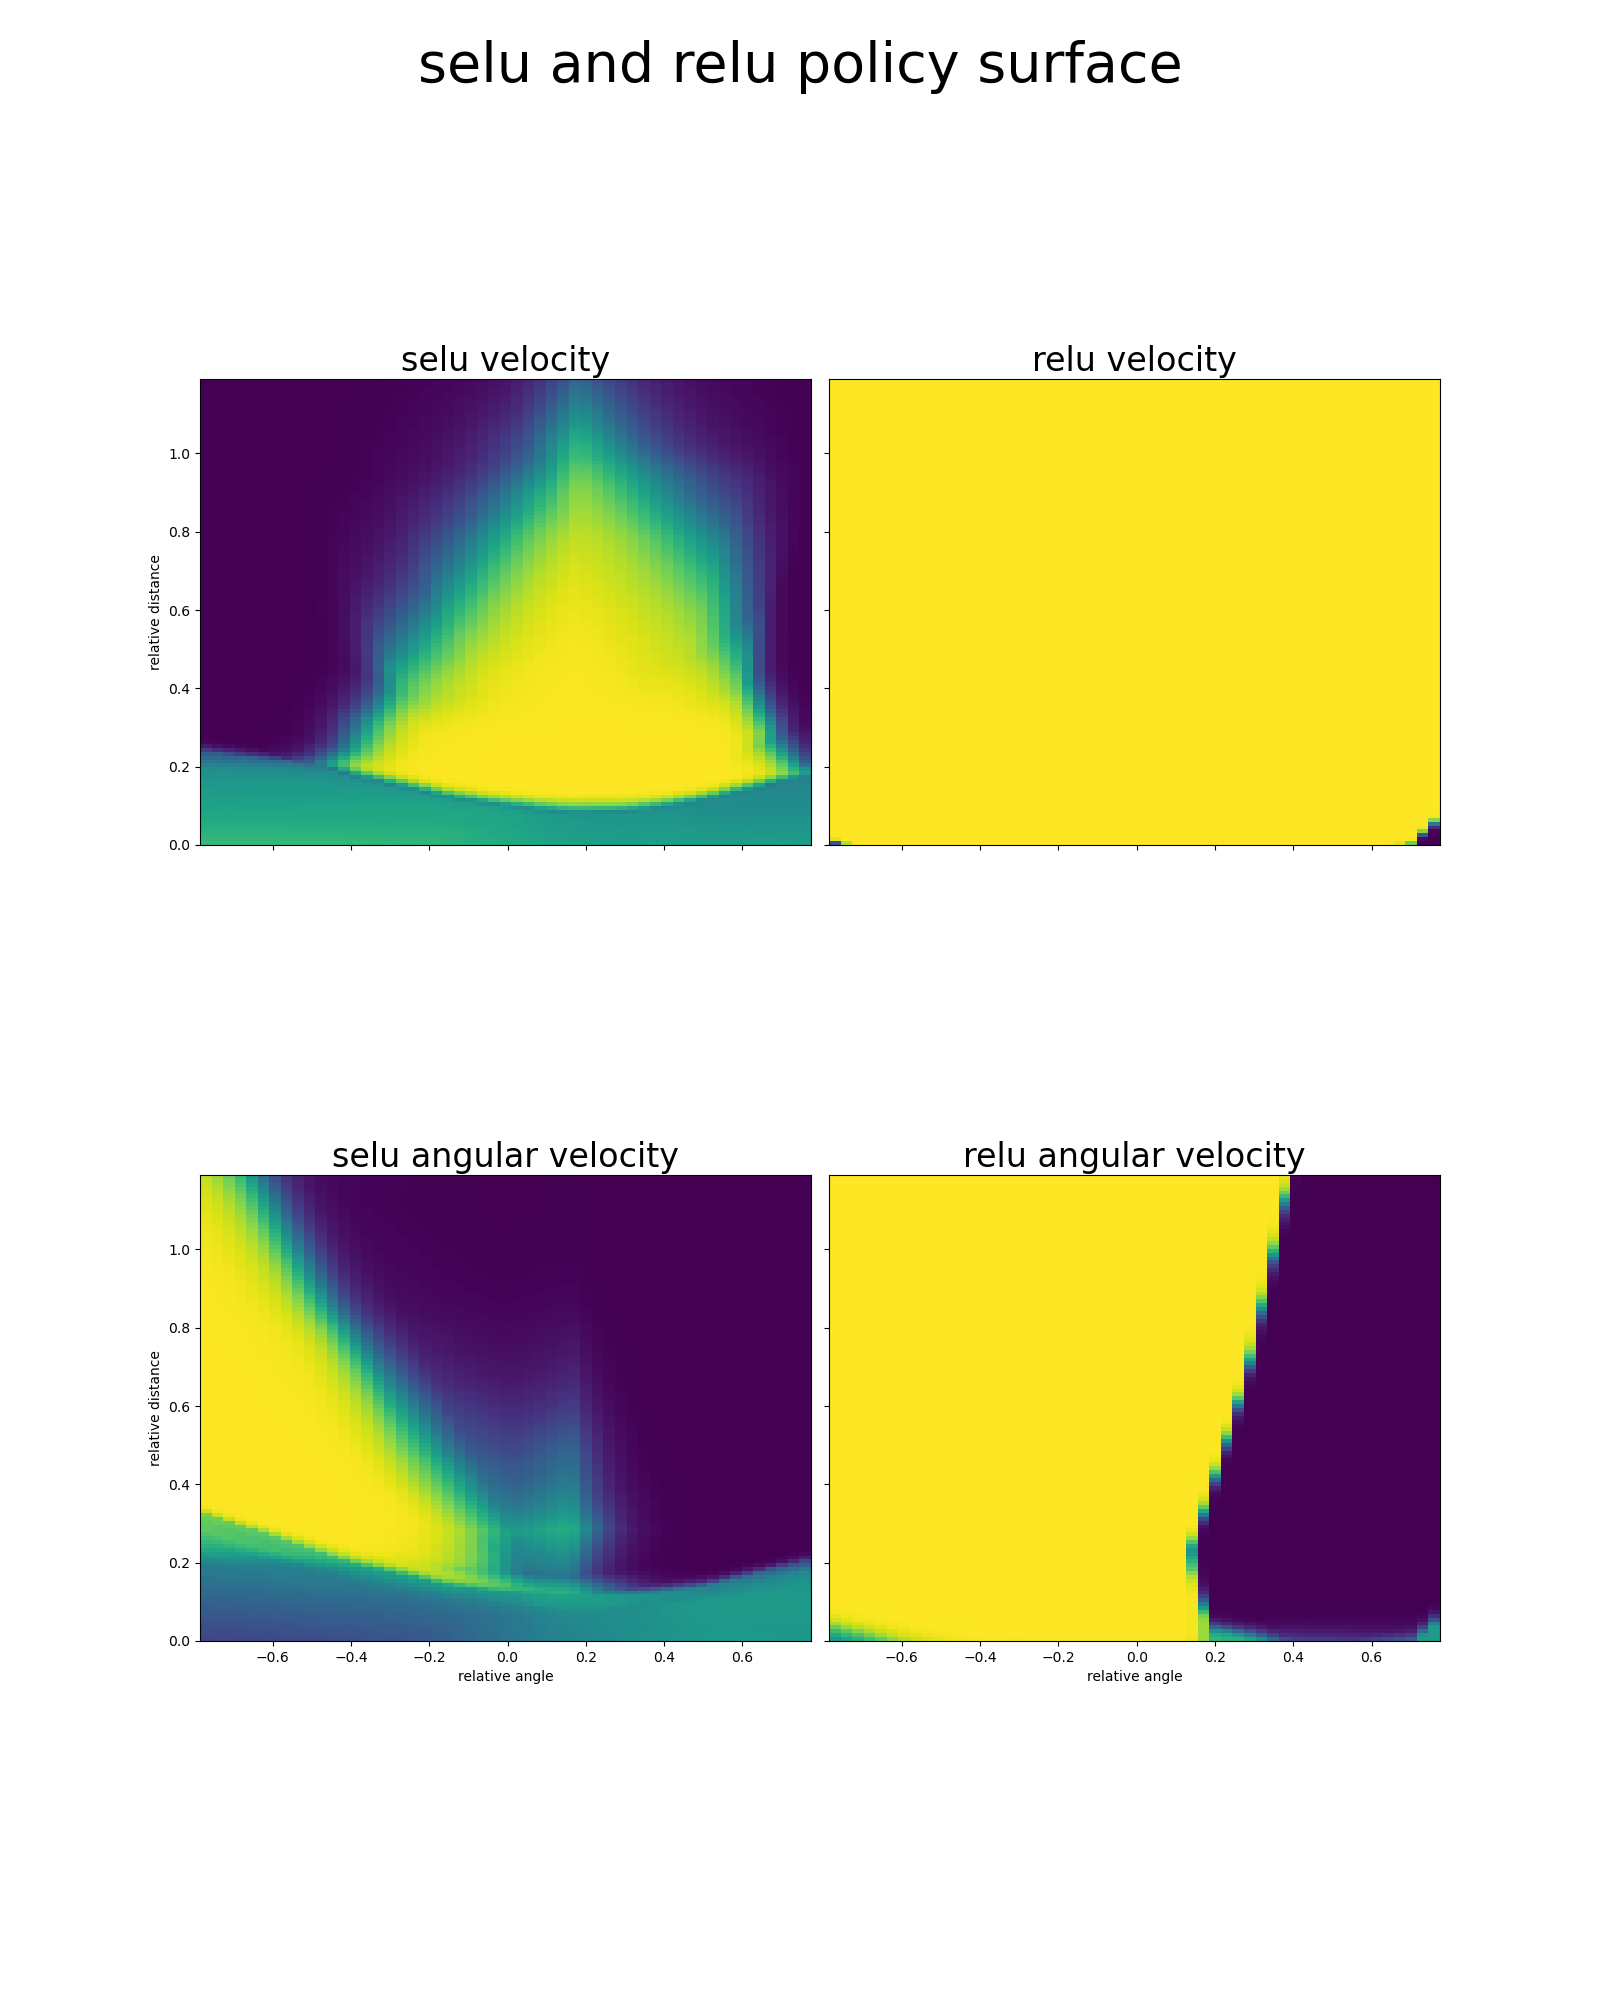 selu and relu policy surface
selu velocity
relu velocity
relative distance
1.0
0.8
0.6
0.4
0.2
0.0
selu angular velocity
relu angular velocity
relative distance
1.0
0.8
0.6
0.4
0.2
0.0
−0.6 −0.4 −0.2 0.0 0.2 0.4 0.6
−0.6 −0.4 −0.2 0.0 0.2 0.4 0.6
relative angle
relative angle